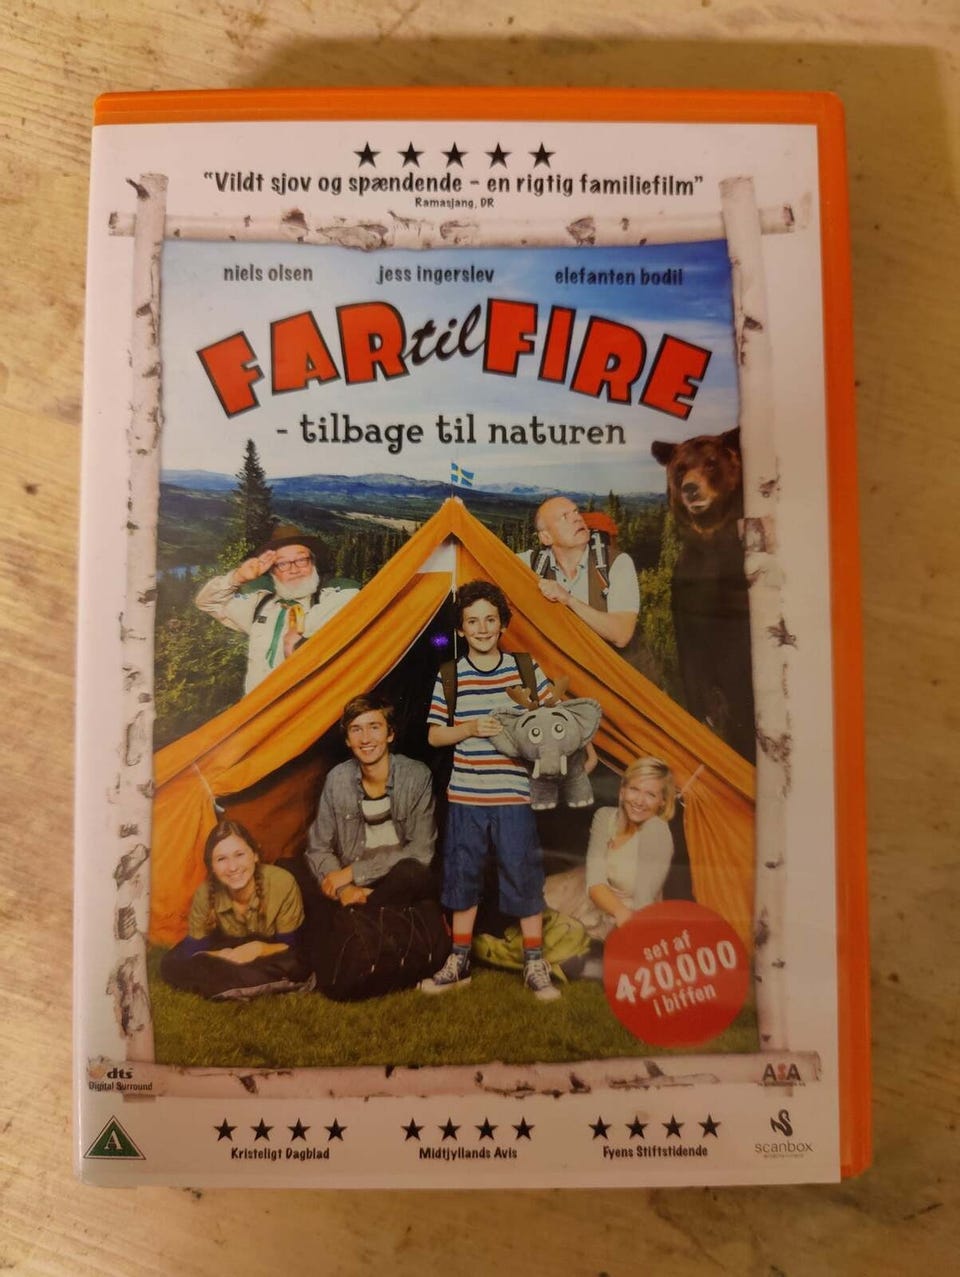 ★ ★ ★ ★ ★
"Vildt sjov og spændende - en rigtig familiefilm"
Ramasjang, DR
niels olsen jess ingerslev elefanten bodil
FAR til FIRE
- tilbage til naturen
set af
420.000
i biffen
dts
Digital Surround
ASA
A
★ ★ ★ ★
Kristeligt Dagblad
★ ★ ★ ★
Midtjyllands Avis
★ ★ ★ ★
Fyens Stiftstidende
scanbox